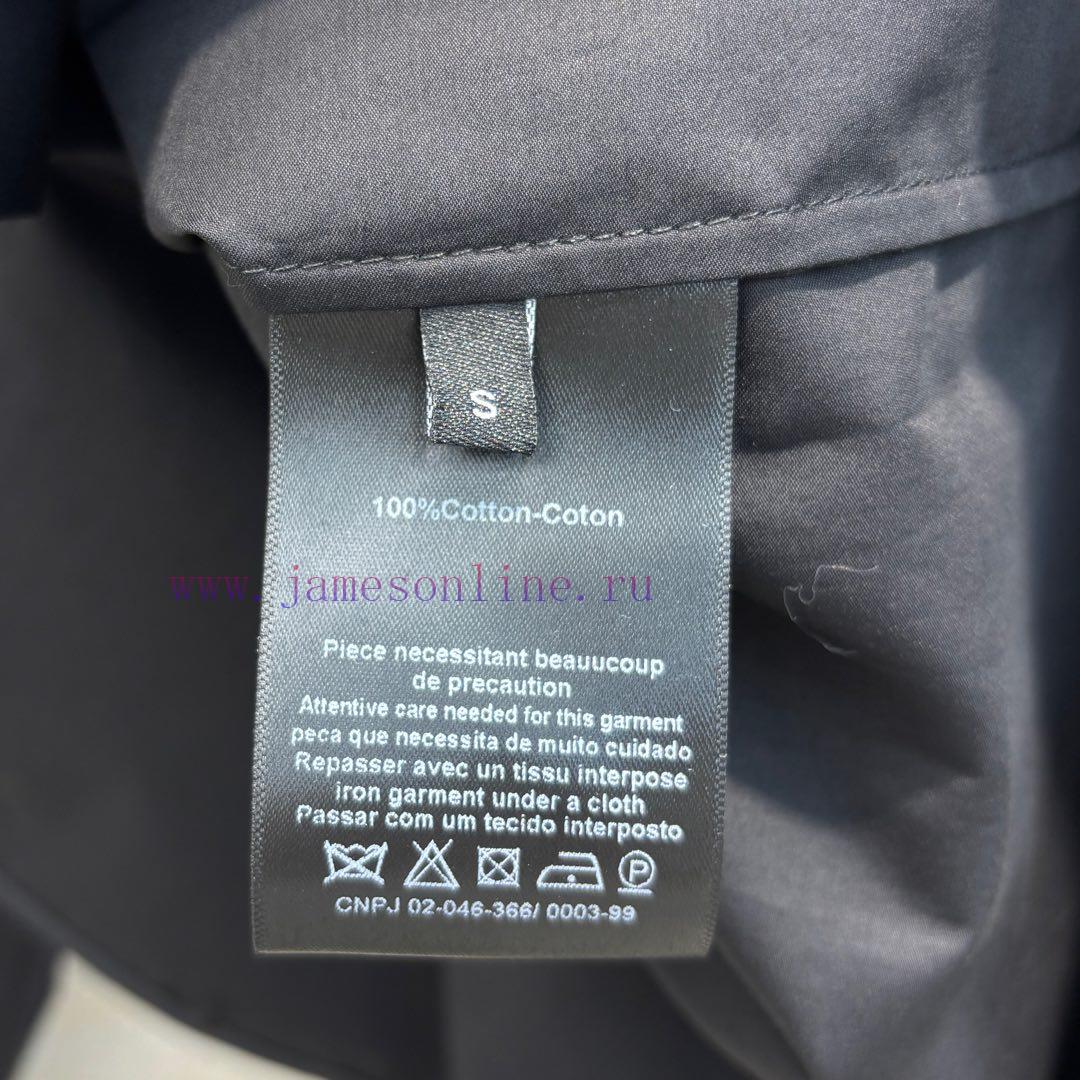 S
100%Cotton-Coton
www.jamesonline.ru
Piece necessitant beauucoup
de precaution
Attentive care needed for this garment
peca que necessita de muito cuidado
Repasser avec un tissu interpose
iron garment under a cloth
Passar com um tecido interposto
P
CNPJ 02-046-366/ 0003-99